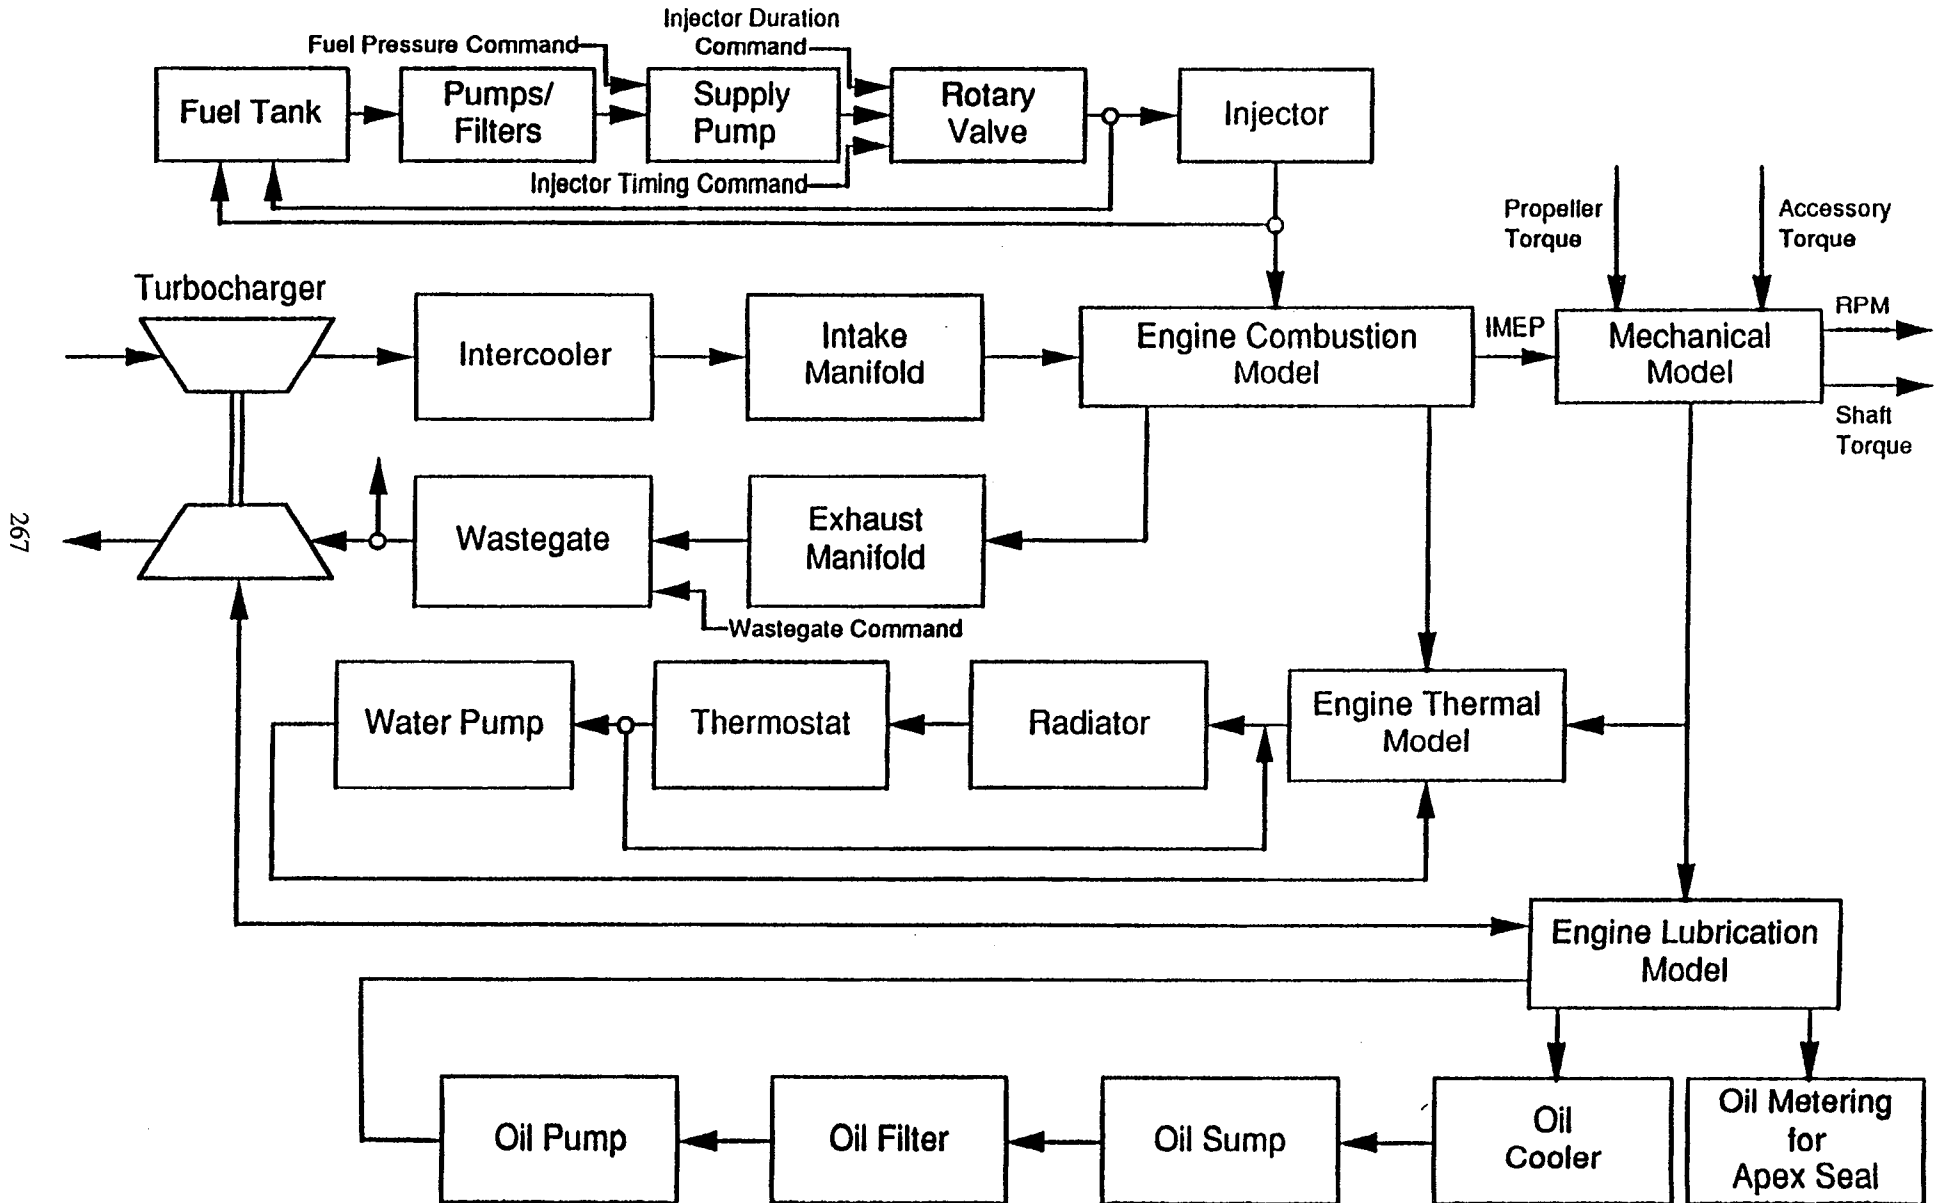 Injector Duration
Command
Fuel Pressure Command
Fuel Tank
Pumps/
Filters
Supply
Pump
Rotary
Valve
Injector
Injector Timing Command
Propeller
Torque
Accessory
Torque
Turbocharger
Intercooler
Intake
Manifold
Engine Combustion
Model
IMEP
Mechanical
Model
RPM
Shaft
Torque
267
Wastegate
Exhaust
Manifold
Wastegate Command
Water Pump
Thermostat
Radiator
Engine Thermal
Model
Engine Lubrication
Model
Oil Pump
Oil Filter
Oil Sump
Oil
Cooler
Oil Metering
for
Apex Seal